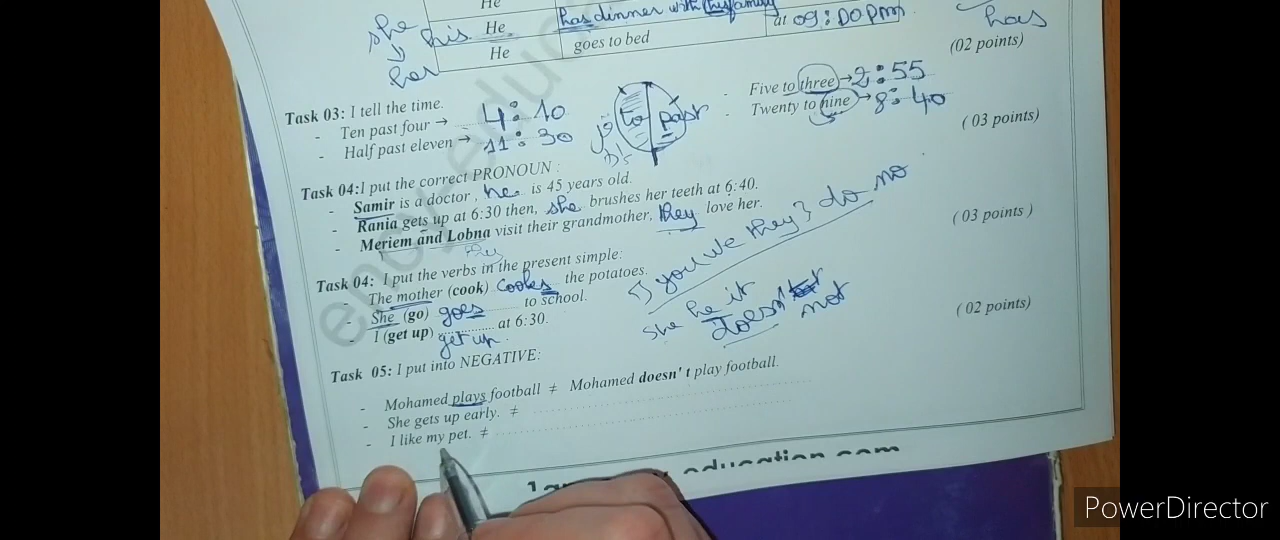 He
she
has dinner with his family at 09:00 pm
this He
has
her
He goes to bed
(02 points)
Task 03: I tell the time.
- Ten past four → 4:10
- Half past eleven → 11:30
to past
- Five to three → 2:55
- Twenty to nine → 8:40
( 03 points)
Task 04:I put the correct PRONOUN :
- Samir is a doctor, he is 45 years old.
- Rania gets up at 6:30 then, she brushes her teeth at 6:40.
- Meriem and Lobna visit their grandmother, they love her.
they
( 03 points )
Task 04: I put the verbs in the present simple:
- The mother (cook) cooks the potatoes.
- She (go) goes to school.
- I (get up) ............ at 6:30.
get up.
I you we they } do no
she he it
doesn't
not
( 02 points)
Task 05: I put into NEGATIVE:
- Mohamed plays football ≠ Mohamed doesn' t play football.
- She gets up early. ≠
- I like my pet. ≠
education com
PowerDirector